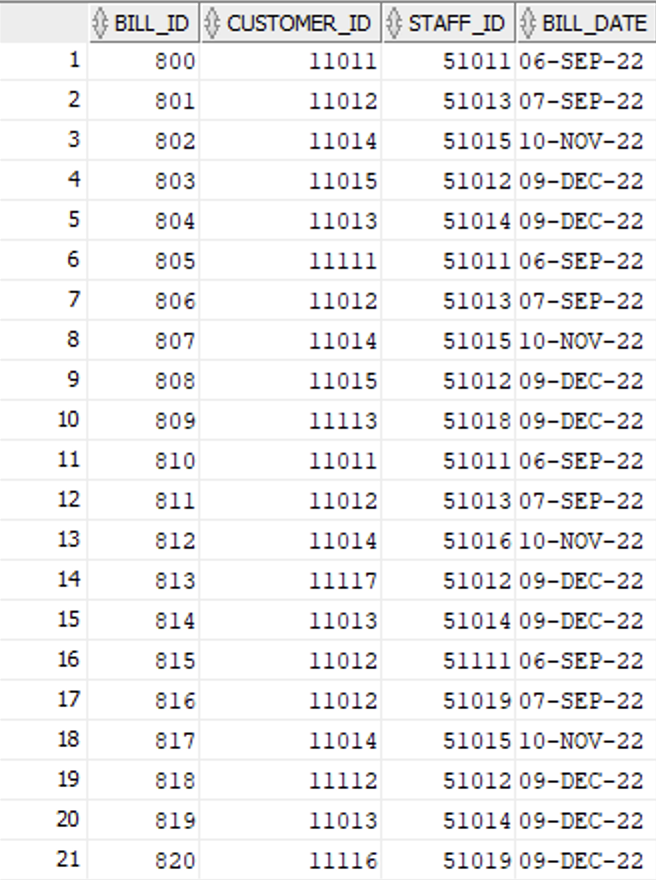 BILL_ID CUSTOMER_ID STAFF_ID BILL_DATE
1 800 11011 51011 06-SEP-22
2 801 11012 51013 07-SEP-22
3 802 11014 51015 10-NOV-22
4 803 11015 51012 09-DEC-22
5 804 11013 51014 09-DEC-22
6 805 11111 51011 06-SEP-22
7 806 11012 51013 07-SEP-22
8 807 11014 51015 10-NOV-22
9 808 11015 51012 09-DEC-22
10 809 11113 51018 09-DEC-22
11 810 11011 51011 06-SEP-22
12 811 11012 51013 07-SEP-22
13 812 11014 51016 10-NOV-22
14 813 11117 51012 09-DEC-22
15 814 11013 51014 09-DEC-22
16 815 11012 51111 06-SEP-22
17 816 11012 51019 07-SEP-22
18 817 11014 51015 10-NOV-22
19 818 11112 51012 09-DEC-22
20 819 11013 51014 09-DEC-22
21 820 11116 51019 09-DEC-22